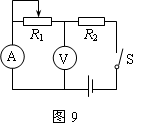 R₁ R₂
A V S
图 9